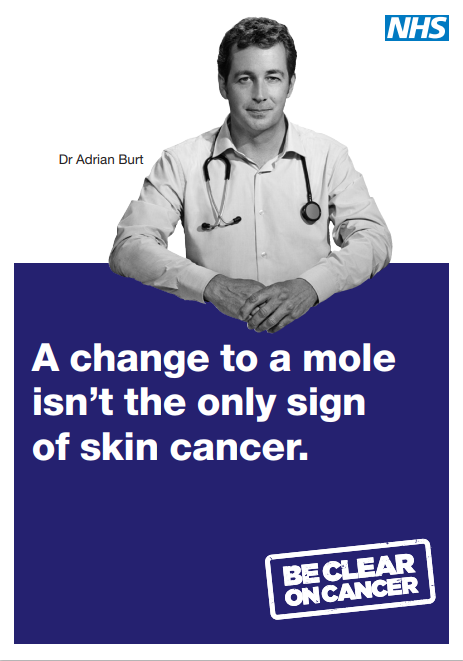 NHS
Dr Adrian Burt
A change to a mole
isn’t the only sign
of skin cancer.
BE CLEAR
ON CANCER